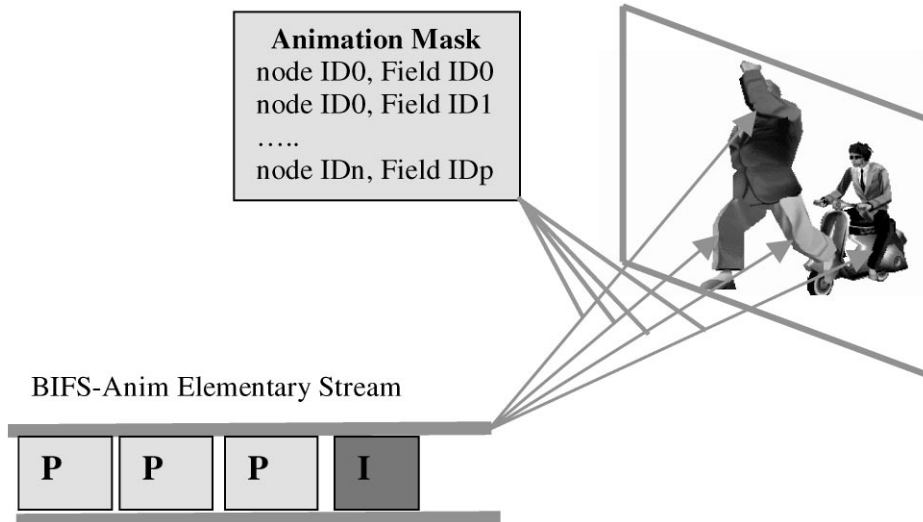 Animation Mask
node ID0, Field ID0
node ID0, Field ID1
…..
node IDn, Field IDp
BIFS-Anim Elementary Stream
P P P I